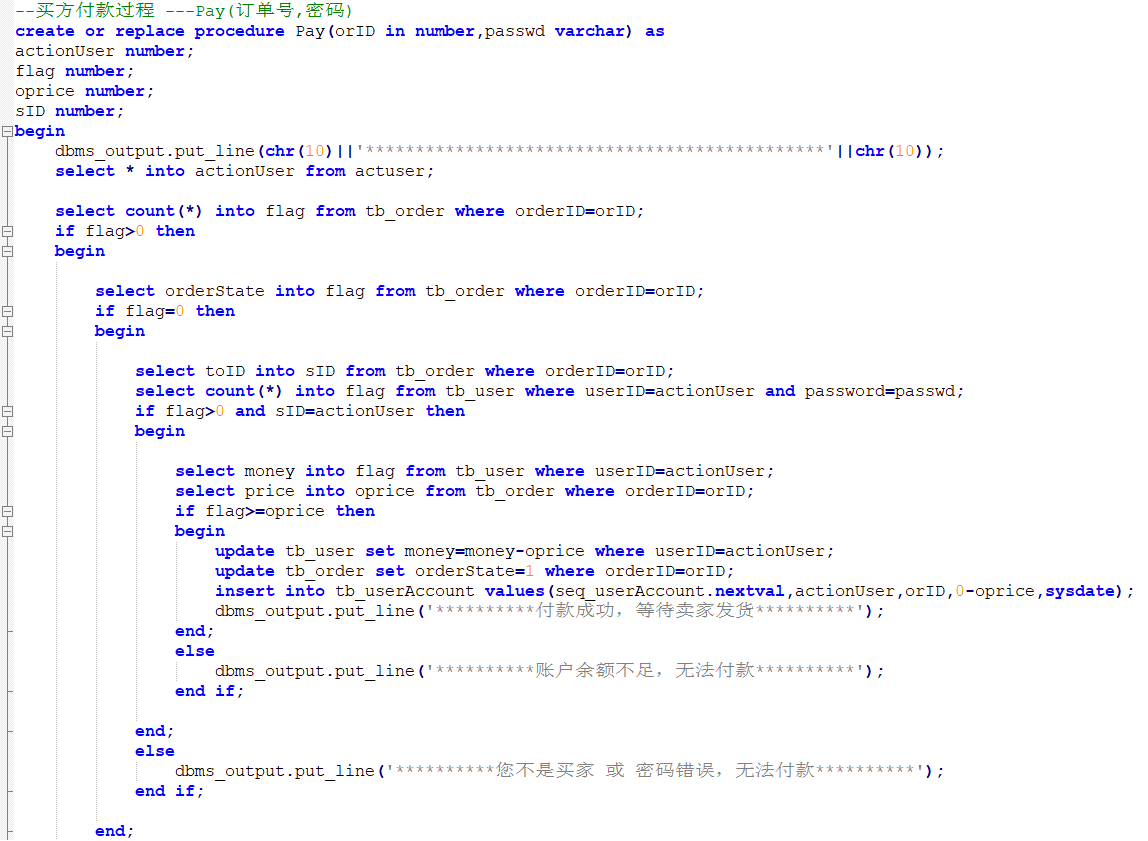 --买方付款过程 ---Pay(订单号,密码)
create or replace procedure Pay(orID in number,passwd varchar) as
actionUser number;
flag number;
oprice number;
sID number;
begin
    dbms_output.put_line(chr(10)||'**********************************************'||chr(10));
    select * into actionUser from actuser;

    select count(*) into flag from tb_order where orderID=orID;
    if flag>0 then
    begin

        select orderState into flag from tb_order where orderID=orID;
        if flag=0 then
        begin

            select toID into sID from tb_order where orderID=orID;
            select count(*) into flag from tb_user where userID=actionUser and password=passwd;
            if flag>0 and sID=actionUser then
            begin

                select money into flag from tb_user where userID=actionUser;
                select price into oprice from tb_order where orderID=orID;
                if flag>=oprice then
                begin
                    update tb_user set money=money-oprice where userID=actionUser;
                    update tb_order set orderState=1 where orderID=orID;
                    insert into tb_userAccount values(seq_userAccount.nextval,actionUser,orID,0-oprice,sysdate);
                    dbms_output.put_line('**********付款成功，等待卖家发货**********');
                end;
                else
                    dbms_output.put_line('**********账户余额不足，无法付款**********');
                end if;

            end;
            else
                dbms_output.put_line('**********您不是买家 或 密码错误，无法付款**********');
            end if;

        end;